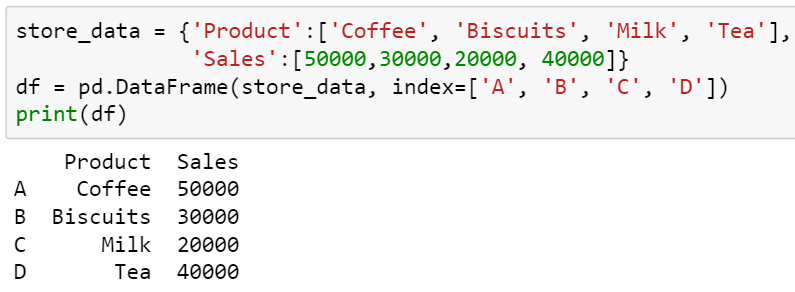 store_data = {'Product':['Coffee', 'Biscuits', 'Milk', 'Tea'],
              'Sales':[50000,30000,20000, 40000]}
df = pd.DataFrame(store_data, index=['A', 'B', 'C', 'D'])
print(df)
    Product  Sales
A    Coffee  50000
B  Biscuits  30000
C      Milk  20000
D       Tea  40000